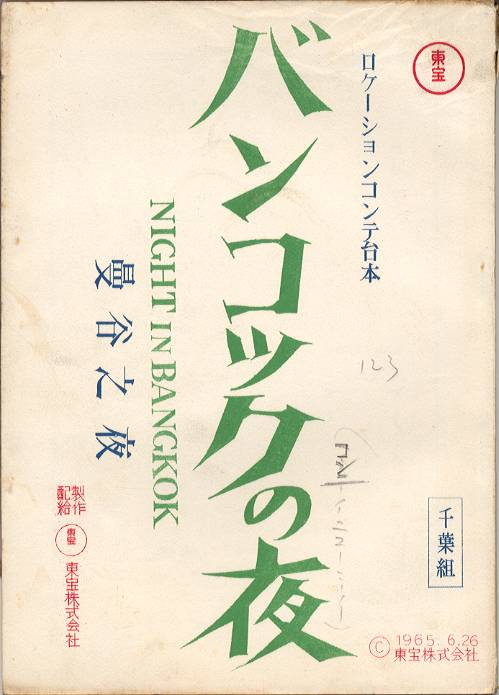 東宝
ロケーションコンテ台本
バンコックの夜
NIGHT IN BANGKOK
曼谷之夜
123
千葉組
製作
配給
東宝
東宝株式会社
© 1965. 6.26
東宝株式会社